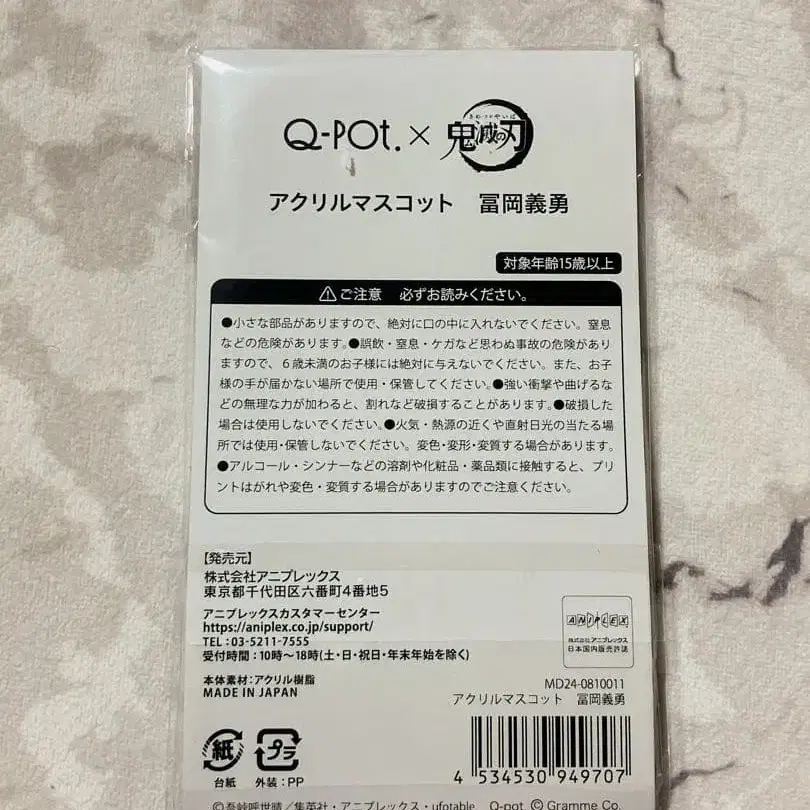 Q-POt. × 鬼滅の刃
きめつのやいば
アクリルマスコット 冨岡義勇
対象年齢15歳以上
ご注意 必ずお読みください。
●小さな部品がありますので、絶対に口の中に入れないでください。窒息
などの危険があります。●誤飲・窒息・ケガなど思わぬ事故の危険があり
ますので、６歳未満のお子様には絶対に与えないでください。また、お子
様の手が届かない場所で使用・保管してください。●強い衝撃や曲げるな
どの無理な力が加わると、割れなど破損することがあります。●破損した
場合は使用しないでください。●火気・熱源の近くや直射日光の当たる場
所では使用・保管しないでください。変色・変形・変質する場合があります。
●アルコール・シンナーなどの溶剤や化粧品・薬品類に接触すると、プリ
ントはがれや変色・変質する場合がありますのでご注意ください。
【発売元】
株式会社アニプレックス
東京都千代田区六番町4番地5
アニプレックスカスタマーセンター
https://aniplex.co.jp/support/
TEL：03-5211-7555
受付時間：10時～18時(土・日・祝日・年末年始を除く)
本体素材：アクリル樹脂
MADE IN JAPAN
ANIPLEX
株式会社アニプレックス
日本国内販売許諾
MD24-0810011
アクリルマスコット 冨岡義勇
紙
台紙
プラ
外装：PP
4 534530 949707
©吾峠呼世晴／集英社・アニプレックス・ufotable Q-pot. © Gramme Co.